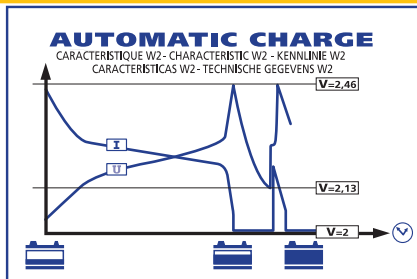 AUTOMATIC CHARGE
CARACTERISTIQUE W2 - CHARACTERISTIC W2 - KENNLINIE W2
CARACTERÍSTICAS W2 - TECHNISCHE GEGEVENS W2
V=2,46
I
U
V=2,13
V=2